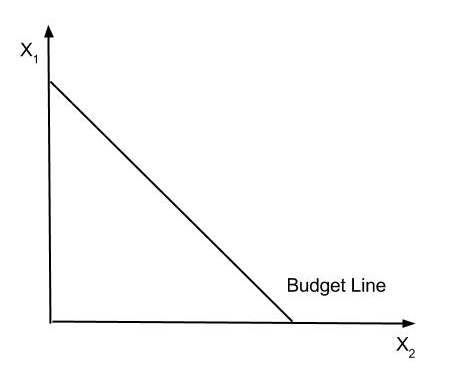 X₁
Budget Line
X₂